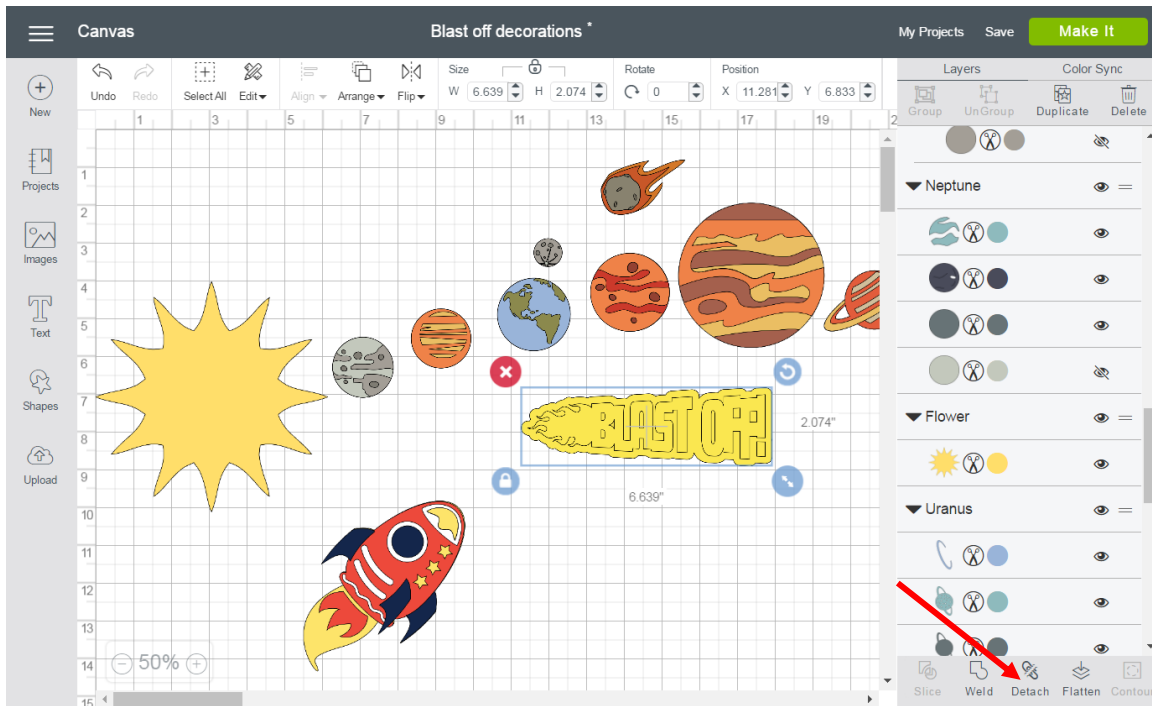 Canvas
Blast off decorations *
My Projects Save Make It
Undo Redo Select All Edit Align Arrange Flip Size W 6.639 H 2.074 Rotate 0 Position X 11.281 Y 6.833
Layers Color Sync
Group UnGroup Duplicate Delete
New
Projects
Images
Text
Shapes
Upload
1 3 5 7 9 11 13 15 17 19 2
1
2
3
4
5
6
7
8
9
10
11
12
13
14
15
BLAST OFF!
2.074"
6.639"
50%
Neptune
Flower
Uranus
Slice Weld Detach Flatten Contour